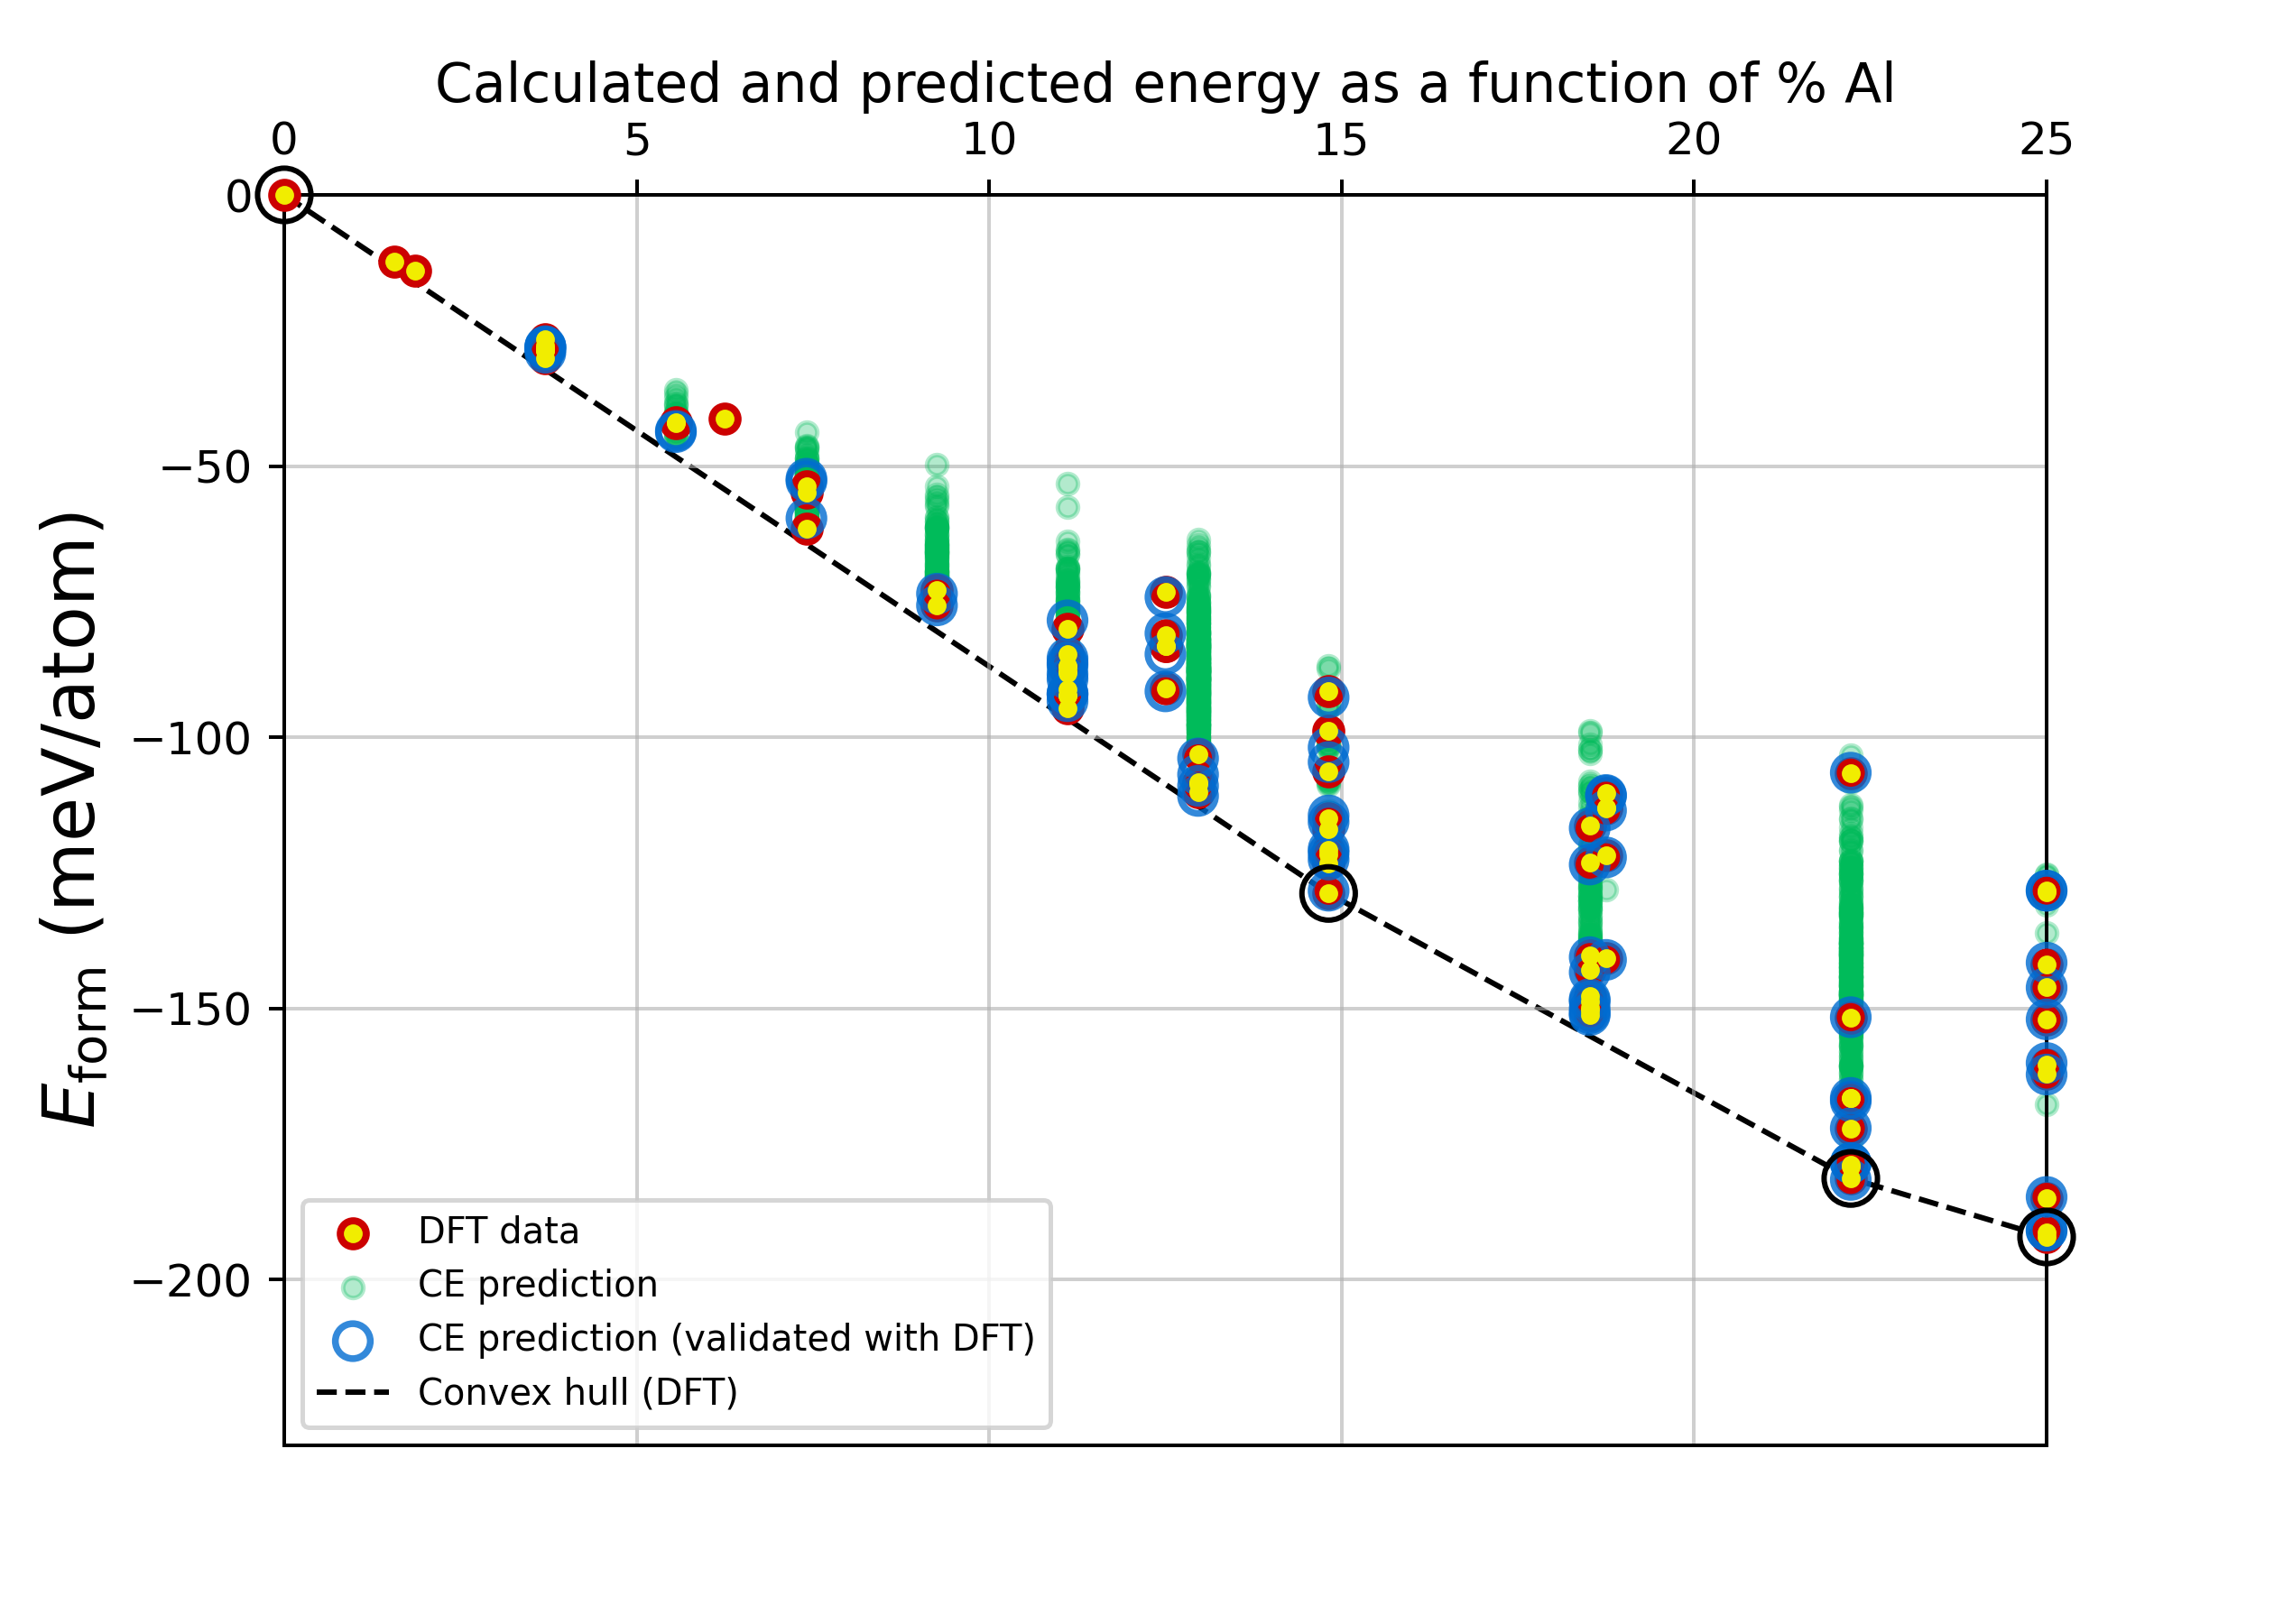 Calculated and predicted energy as a function of % Al
0 5 10 15 20 25
0
−50
−100
−150
−200
E_form (meV/atom)
DFT data
CE prediction
CE prediction (validated with DFT)
Convex hull (DFT)